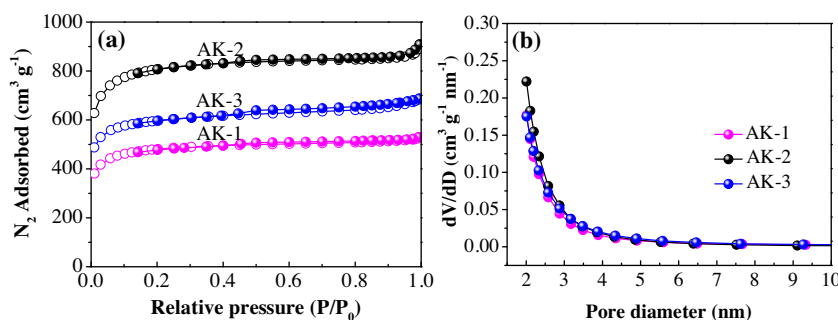 (a)
AK-2
AK-3
AK-1
N2 Adsorbed (cm3 g-1)
1000
800
600
400
200
0
0.0 0.2 0.4 0.6 0.8 1.0
Relative pressure (P/P0)
(b)
AK-1
AK-2
AK-3
dV/dD (cm3 g-1 nm-1)
0.30
0.25
0.20
0.15
0.10
0.05
0.00
2 3 4 5 6 7 8 9 10
Pore diameter (nm)